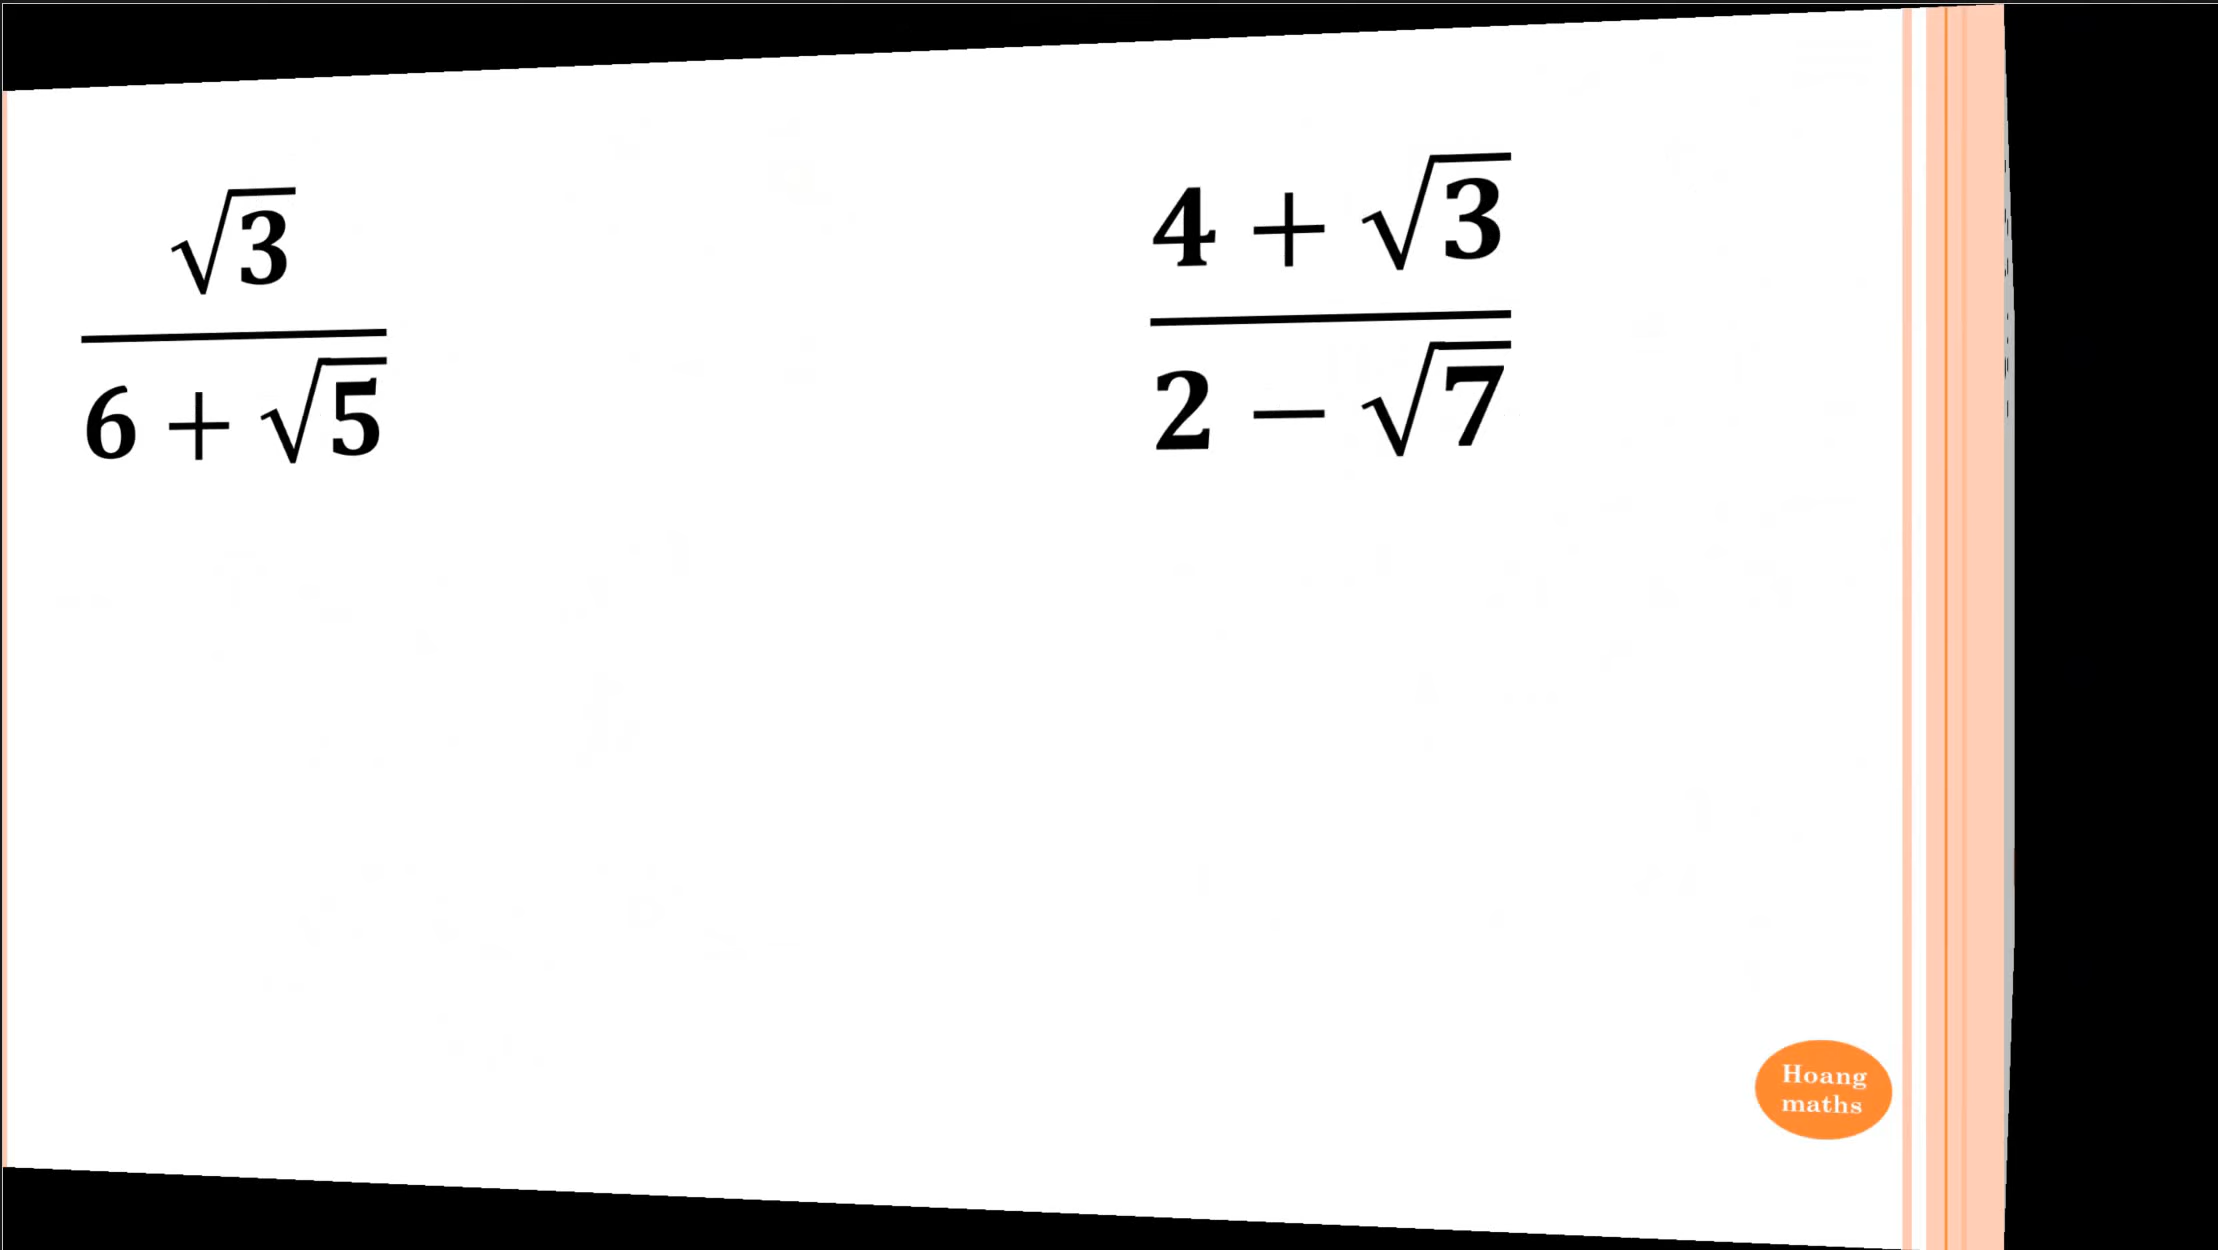 √3
6 + √5
4 + √3
2 − √7
Hoang
maths